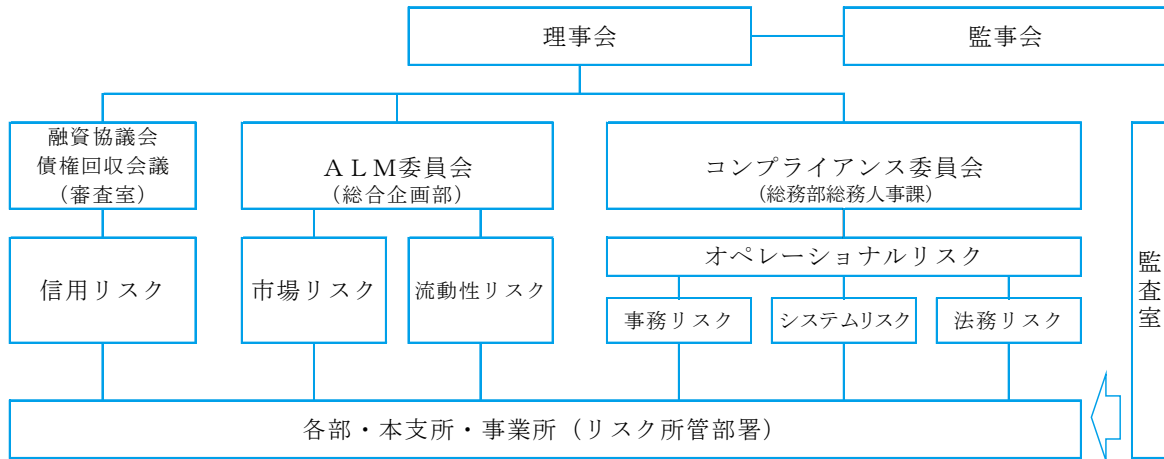 理事会
監事会
融資協議会
債権回収会議
（審査室）
ＡＬＭ委員会
（総合企画部）
コンプライアンス委員会
（総務部総務人事課）
信用リスク
市場リスク
流動性リスク
オペレーショナルリスク
事務リスク
システムリスク
法務リスク
監査室
各部・本支所・事業所（リスク所管部署）